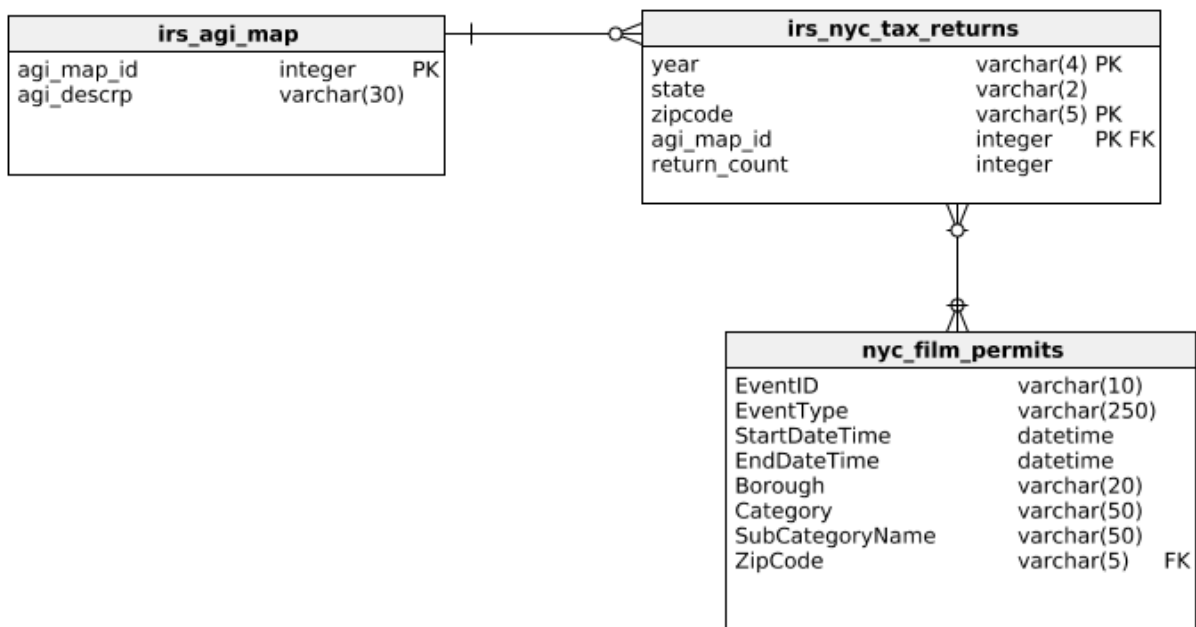 irs_agi_map
agi_map_id integer PK
agi_descrp varchar(30)
irs_nyc_tax_returns
year varchar(4) PK
state varchar(2)
zipcode varchar(5) PK
agi_map_id integer PK FK
return_count integer
nyc_film_permits
EventID varchar(10)
EventType varchar(250)
StartDateTime datetime
EndDateTime datetime
Borough varchar(20)
Category varchar(50)
SubCategoryName varchar(50)
ZipCode varchar(5) FK